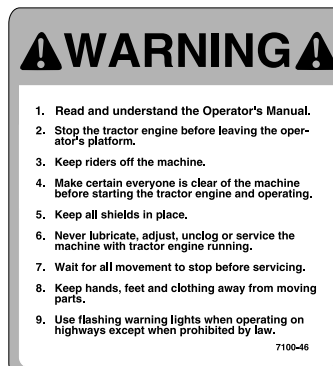 WARNING
1. Read and understand the Operator's Manual.
2. Stop the tractor engine before leaving the oper-
ator's platform.
3. Keep riders off the machine.
4. Make certain everyone is clear of the machine
before starting the tractor engine and operating.
5. Keep all shields in place.
6. Never lubricate, adjust, unclog or service the
machine with tractor engine running.
7. Wait for all movement to stop before servicing.
8. Keep hands, feet and clothing away from moving
parts.
9. Use flashing warning lights when operating on
highways except when prohibited by law.
7100-46